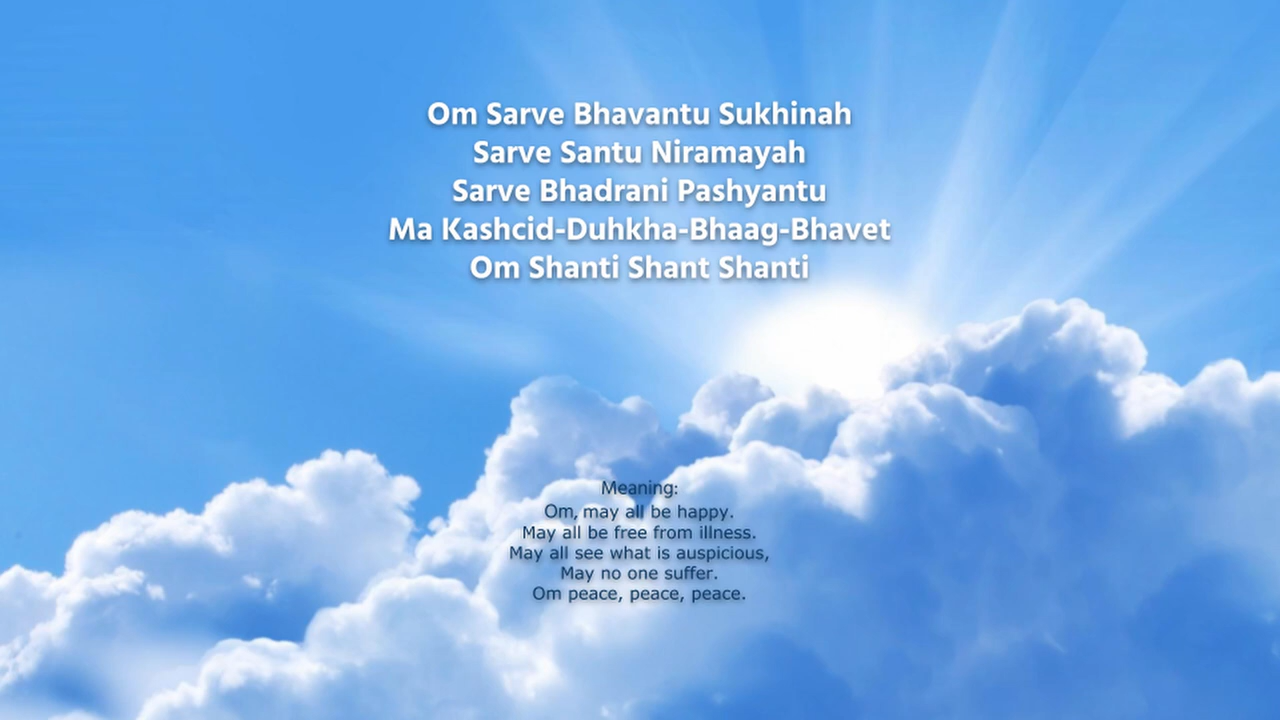 Om Sarve Bhavantu Sukhinah
Sarve Santu Niramayah
Sarve Bhadrani Pashyantu
Ma Kashcid-Duhkha-Bhaag-Bhavet
Om Shanti Shant Shanti
Meaning:
Om, may all be happy.
May all be free from illness.
May all see what is auspicious,
May no one suffer.
Om peace, peace, peace.